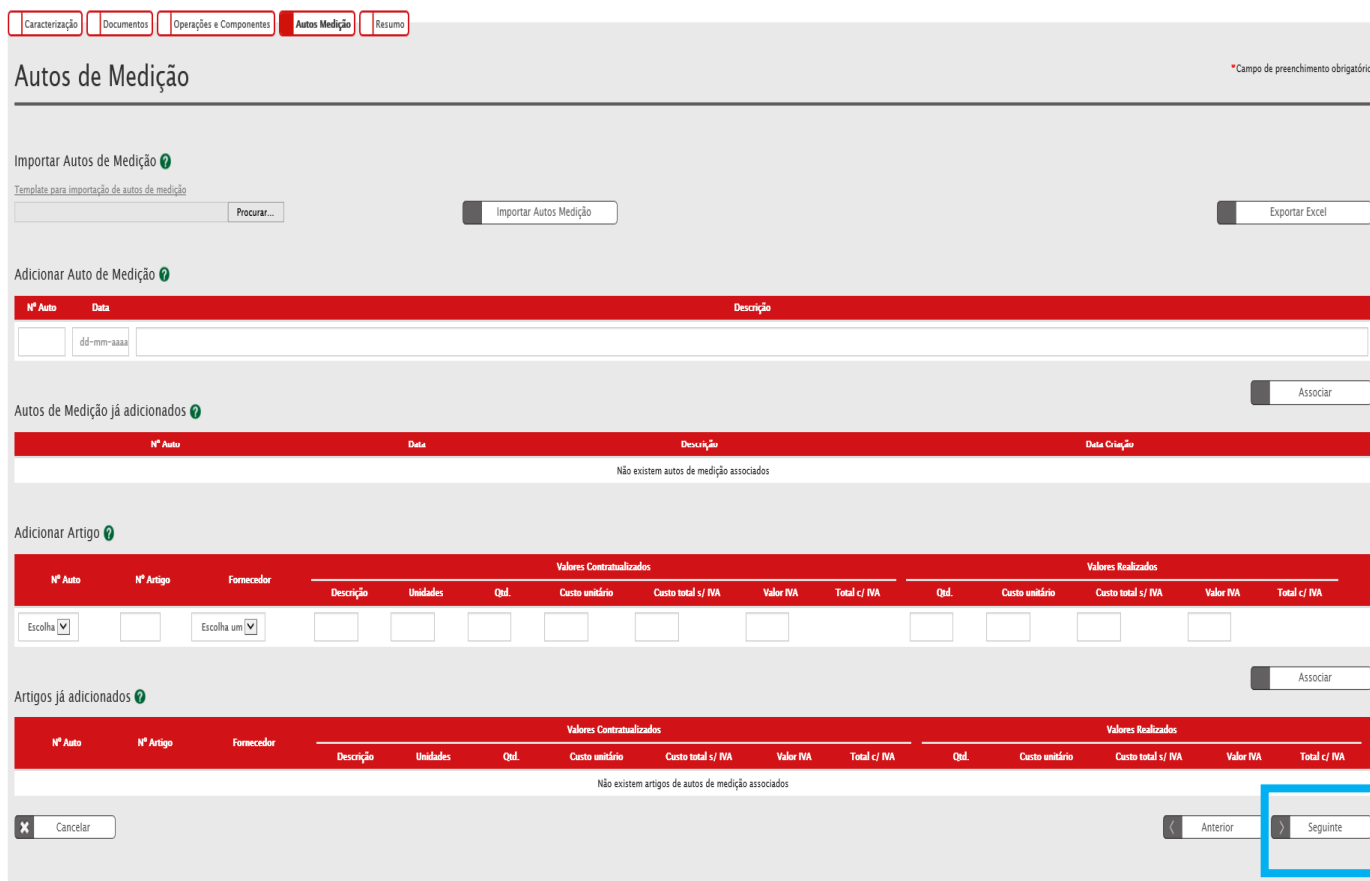 Caracterização Documentos Operações e Componentes Autos Medição Resumo
Autos de Medição
*Campo de preenchimento obrigatório
Importar Autos de Medição ?
Template para importação de autos de medição
Procurar... Importar Autos Medição Exportar Excel
Adicionar Auto de Medição ?
Nº Auto Data Descrição
dd-mm-aaaa
Associar
Autos de Medição já adicionados ?
Nº Auto Data Descrição Data Criação
Não existem autos de medição associados
Adicionar Artigo ?
Valores Contratualizados Valores Realizados
Nº Auto Nº Artigo Fornecedor
Descrição Unidades Qtd. Custo unitário Custo total s/ IVA Valor IVA Total c/ IVA Qtd. Custo unitário Custo total s/ IVA Valor IVA Total c/ IVA
Escolha Escolha um
Associar
Artigos já adicionados ?
Valores Contratualizados Valores Realizados
Nº Auto Nº Artigo Fornecedor
Descrição Unidades Qtd. Custo unitário Custo total s/ IVA Valor IVA Total c/ IVA Qtd. Custo unitário Custo total s/ IVA Valor IVA Total c/ IVA
Não existem artigos de autos de medição associados
Cancelar Anterior Seguinte